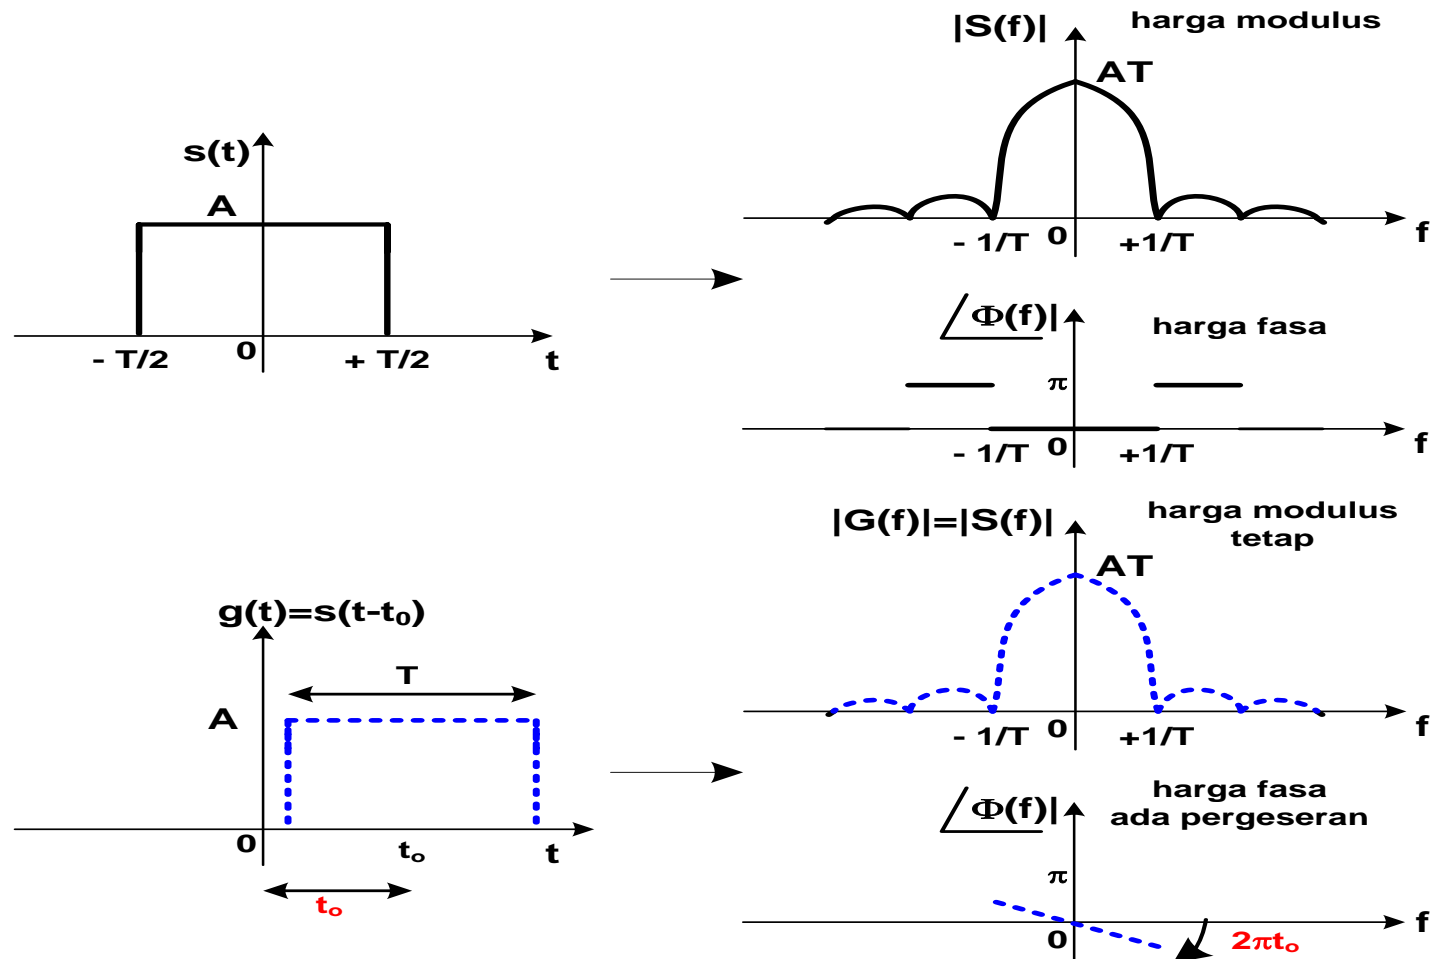 s(t)
A
- T/2
0
+ T/2
t
|S(f)|
harga modulus
AT
- 1/T
0
+1/T
f
Φ(f)|
harga fasa
π
- 1/T
0
+1/T
f
g(t)=s(t-t₀)
T
A
0
tₒ
t
tₒ
|G(f)|=|S(f)|
harga modulus
tetap
AT
- 1/T
0
+1/T
f
Φ(f)|
harga fasa
ada pergeseran
π
0
f
2πtₒ